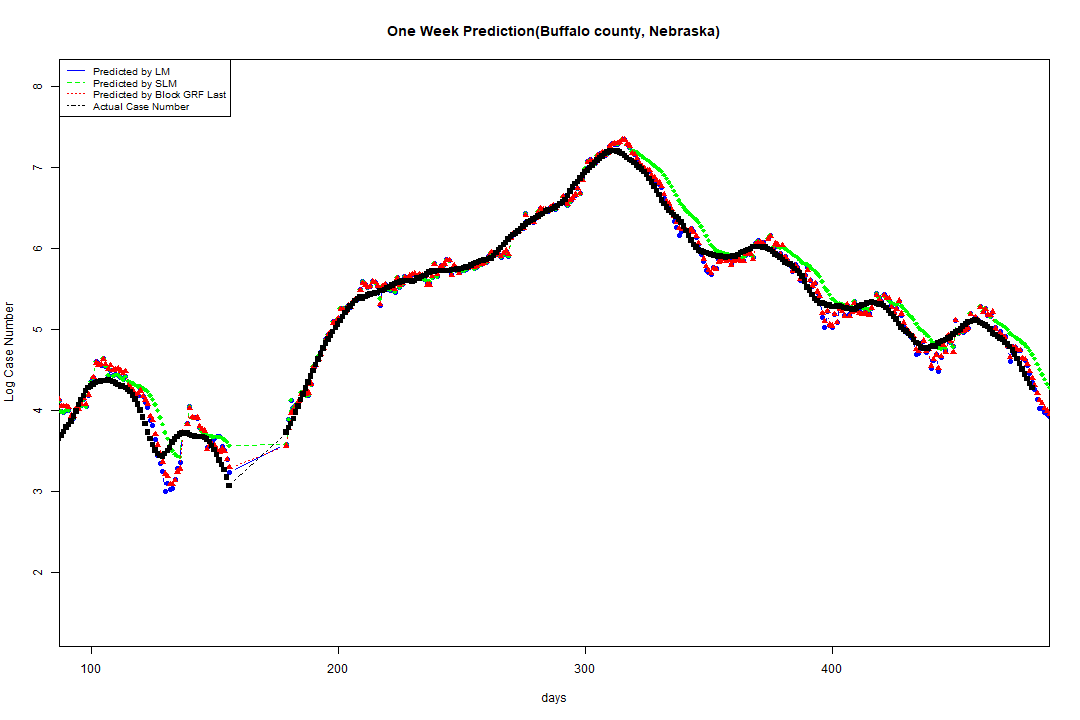 One Week Prediction(Buffalo county, Nebraska)
Predicted by LM
Predicted by SLM
Predicted by Block GRF Last
Actual Case Number
8
7
6
5
4
3
2
Log Case Number
100 200 300 400
days